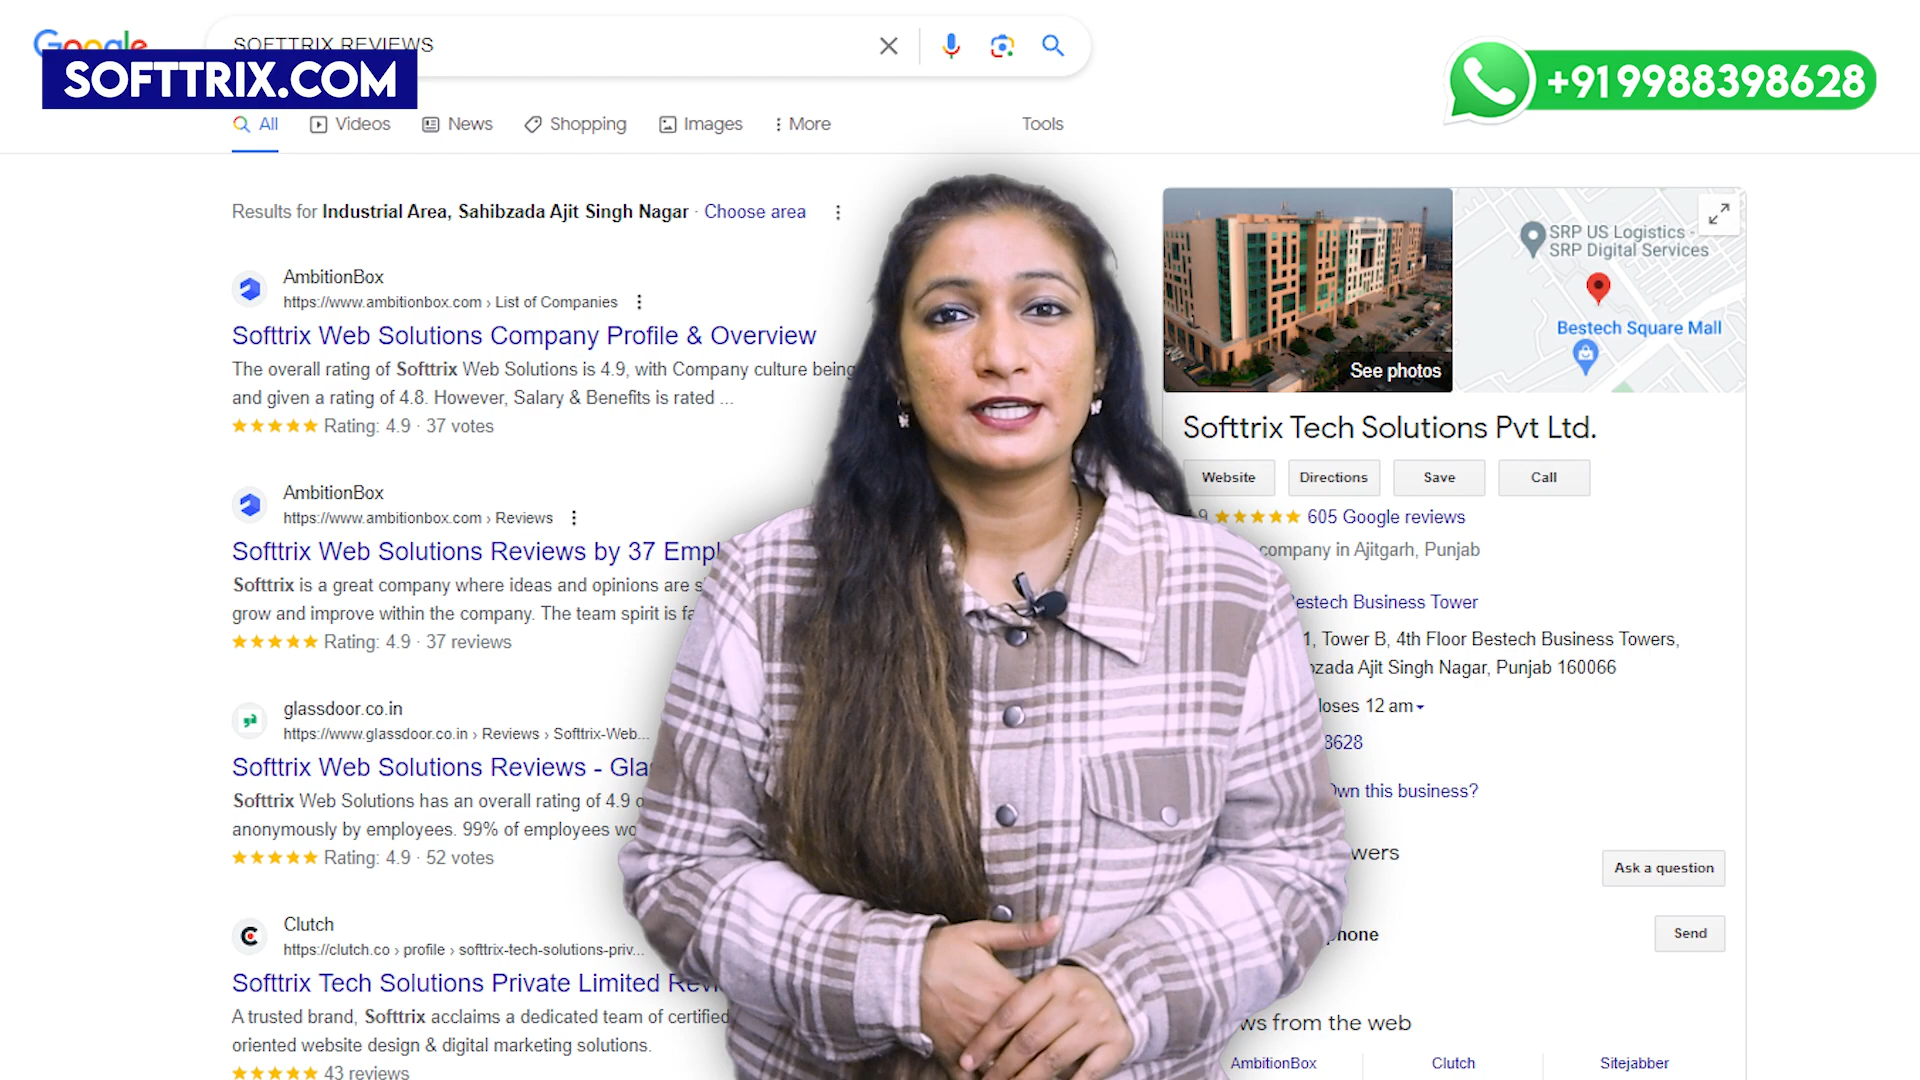 Google
SOFTTRIX REVIEWS
SOFTTRIX.COM
+91 9988398628
All
Videos
News
Shopping
Images
More
Tools
Results for Industrial Area, Sahibzada Ajit Singh Nagar · Choose area
AmbitionBox
https://www.ambitionbox.com › List of Companies
Softtrix Web Solutions Company Profile & Overview
The overall rating of Softtrix Web Solutions is 4.9, with Company culture being
and given a rating of 4.8. However, Salary & Benefits is rated ...
Rating: 4.9 · 37 votes
AmbitionBox
https://www.ambitionbox.com › Reviews
Softtrix Web Solutions Reviews by 37
Softtrix is a great company where ideas and opinions are
grow and improve within the company. The team spirit is
Rating: 4.9 · 37 reviews
glassdoor.co.in
https://www.glassdoor.co.in › Reviews › Softtrix-Web...
Softtrix Web Solutions Reviews -
Softtrix Web Solutions has an overall rating of 4.9
anonymously by employees. 99% of employees
Rating: 4.9 · 52 votes
Clutch
https://clutch.co › profile › softtrix-tech-solutions-priv...
Softtrix Tech Solutions Private Limited
A trusted brand, Softtrix acclaims a dedicated team of certified
oriented website design & digital marketing solutions.
43 reviews
See photos
SRP US Logistics -
SRP Digital Services
Bestech Square Mall
Softtrix Tech Solutions Pvt Ltd.
Website
Directions
Save
Call
605 Google reviews
company in Ajitgarh, Punjab
Bestech Business Tower
1, Tower B, 4th Floor Bestech Business Towers,
Ajit Singh Nagar, Punjab 160066
12 am
8628
Own this business?
Ask a question
Send
from the web
AmbitionBox
Clutch
Sitejabber